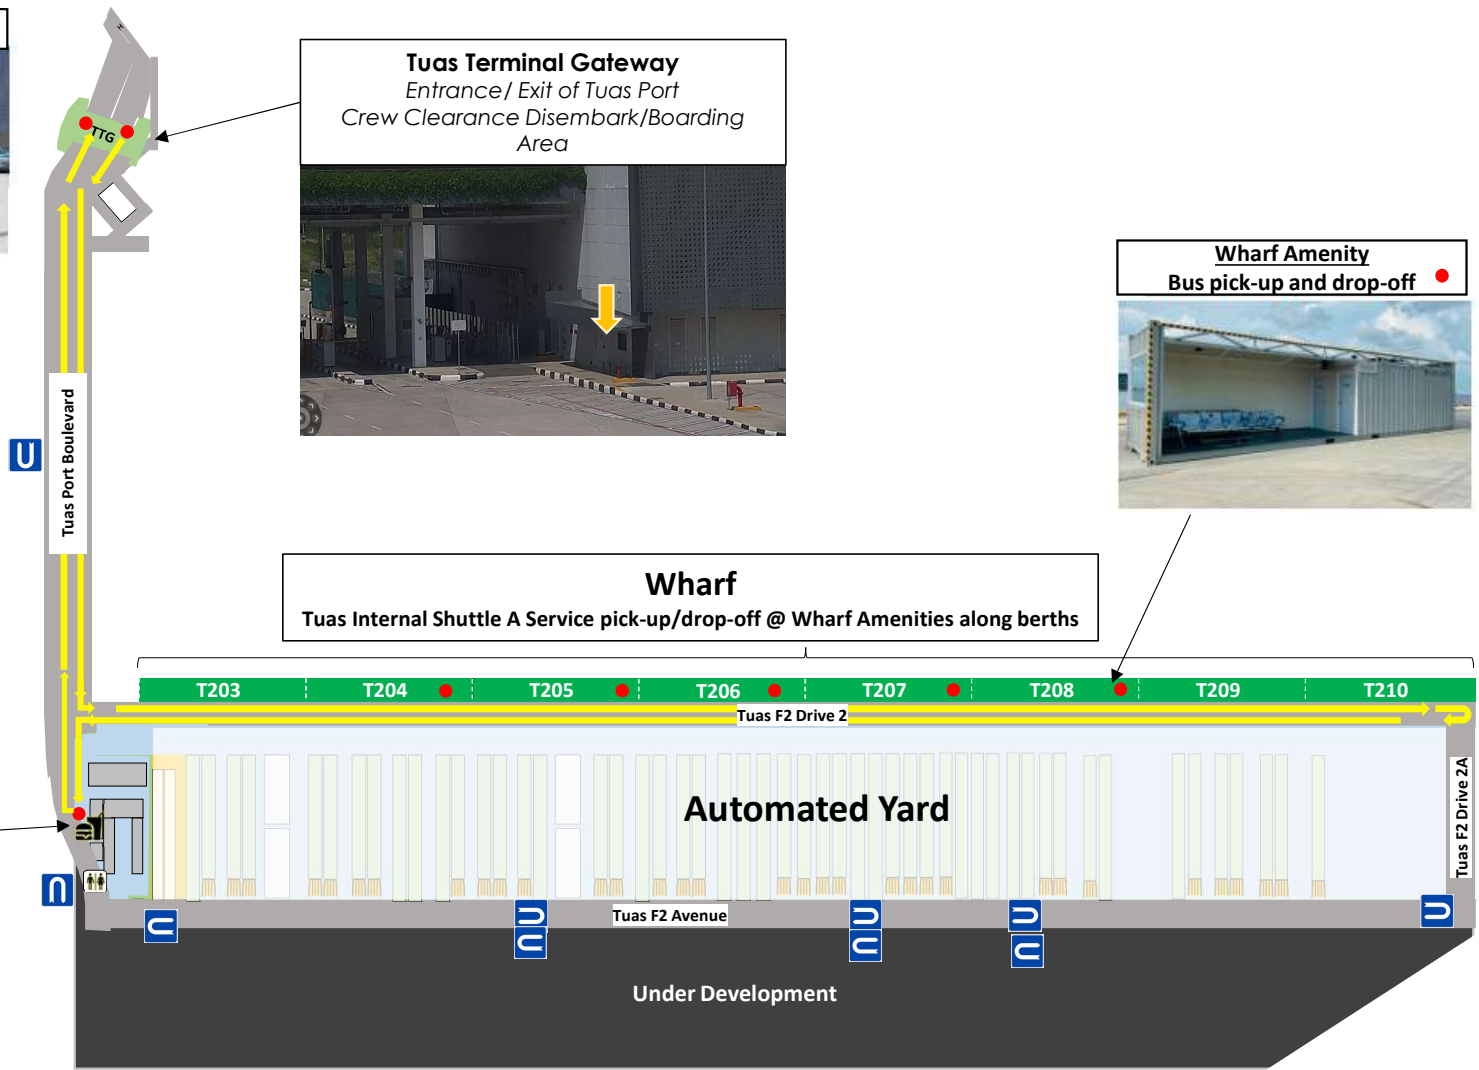 Tuas Terminal Gateway
Entrance/ Exit of Tuas Port
Crew Clearance Disembark/Boarding
Area
TTG
Wharf Amenity
Bus pick-up and drop-off
Tuas Port Boulevard
Wharf
Tuas Internal Shuttle A Service pick-up/drop-off @ Wharf Amenities along berths
T203 T204 T205 T206 T207 T208 T209 T210
Tuas F2 Drive 2
Automated Yard
Tuas F2 Drive 2A
Tuas F2 Avenue
Under Development